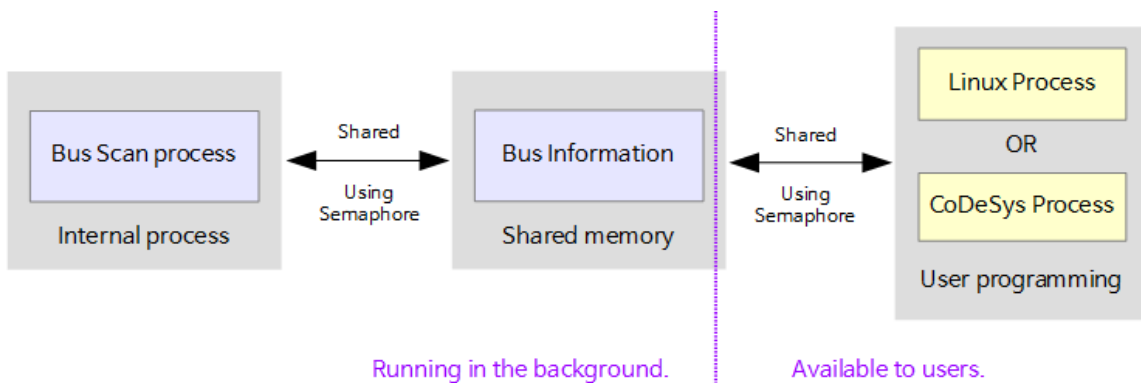 Bus Scan process
Internal process
Shared
Using
Semaphore
Bus Information
Shared memory
Shared
Using
Semaphore
Linux Process
OR
CoDeSys Process
User programming
Running in the background.
Available to users.